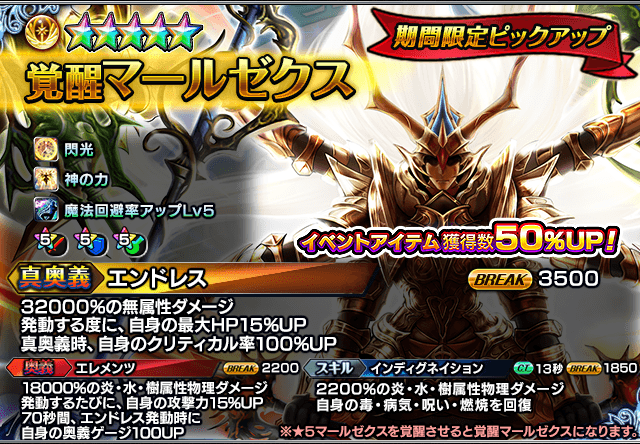 期間限定ピックアップ
覚醒マールゼクス
閃光
神の力
魔法回避率アップLv5
5 5 5
イベントアイテム獲得数50%UP!
真奥義 エンドレス BREAK 3500
32000%の無属性ダメージ
発動する度に、自身の最大HP15%UP
真奥義時、自身のクリティカル率100%UP
奥義 エレメンツ BREAK 2200
18000%の炎・水・樹属性物理ダメージ
発動するたびに、自身の攻撃力15%UP
70秒間、エンドレス発動時に
自身の奥義ゲージ100UP
スキル インディグネイション CT 13秒 BREAK 1850
2200%の炎・水・樹属性物理ダメージ
自身の毒・病気・呪い・燃焼を回復
※★5マールゼクスを覚醒させると覚醒マールゼクスになります。